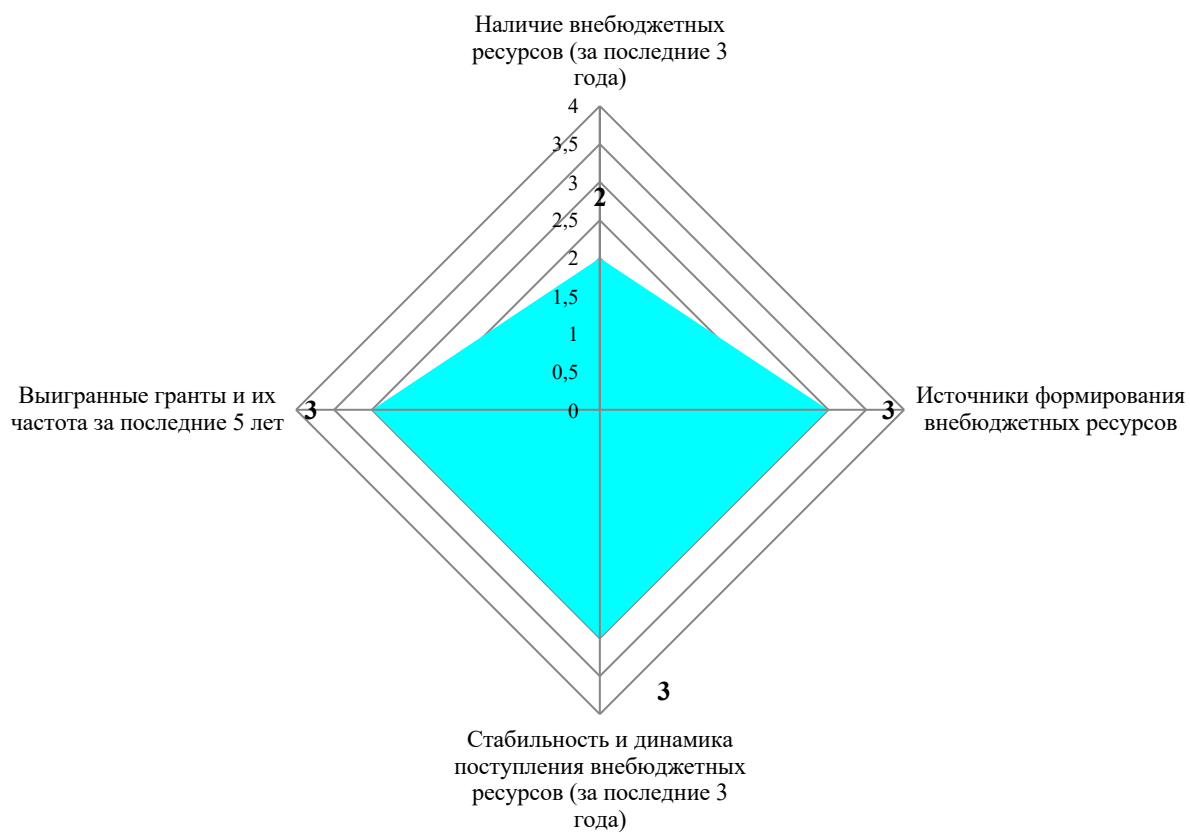 Наличие внебюджетных
ресурсов (за последние 3
года)
4
3,5
3
2
2,5
2
1,5
1
0,5
0
Выигранные гранты и их
частота за последние 5 лет
3
3
Источники формирования
внебюджетных ресурсов
3
Стабильность и динамика
поступления внебюджетных
ресурсов (за последние 3
года)